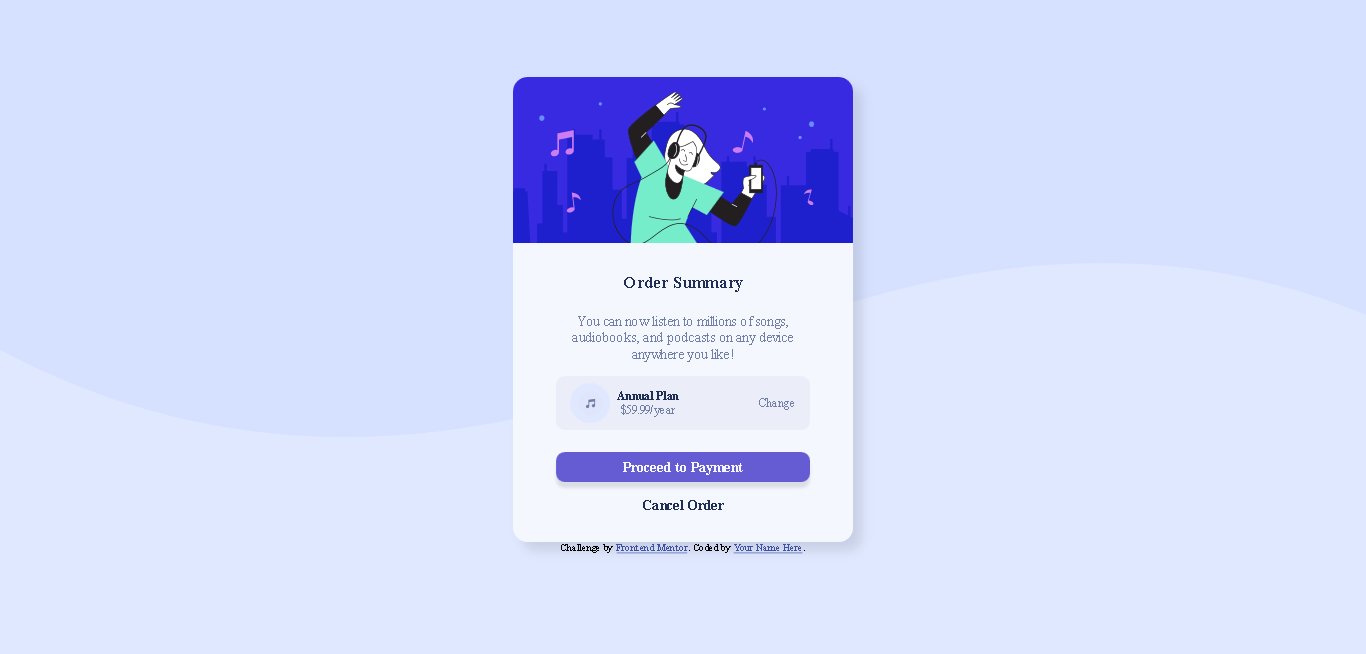 Order Summary
You can now listen to millions of songs,
audiobooks, and podcasts on any device
anywhere you like!
Annual Plan
$59.99/year
Change
Proceed to Payment
Cancel Order
Challenge by Frontend Mentor. Coded by Your Name Here.